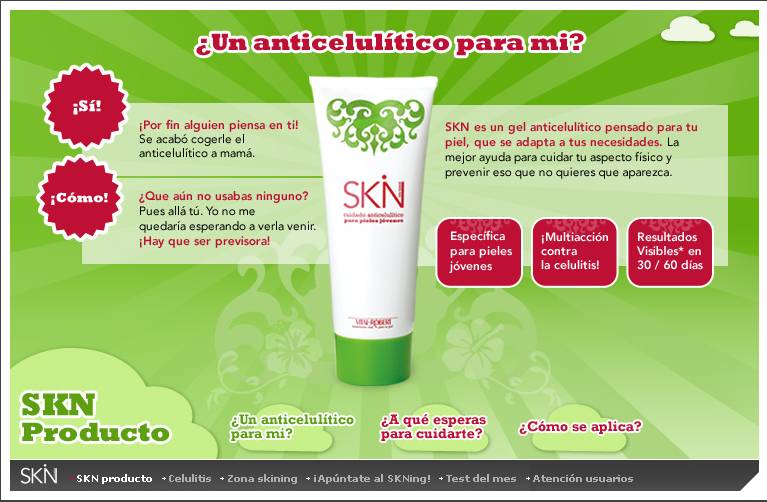 ¿Un anticelulítico para mi?
¡Sí!
¡Por fin alguien piensa en ti!
Se acabó cogerle el
anticelulítico a mamá.
¡Cómo!
¿Que aún no usabas ninguno?
Pues allá tú. Yo no me
quedaría esperando a verla venir.
¡Hay que ser previsora!
SKIN
cuidado anticelulítico
para pieles jóvenes
VITAL ROBERT
SKN es un gel anticelulítico pensado para tu
piel, que se adapta a tus necesidades. La
mejor ayuda para cuidar tu aspecto físico y
prevenir eso que no quieres que aparezca.
Específica
para pieles
jóvenes
¡Multiacción
contra
la celulitis!
Resultados
Visibles* en
30 / 60 días
SKN
Producto
¿Un anticelulítico
para mi?
¿A qué esperas
para cuidarte?
¿Cómo se aplica?
SKIN
SKN producto
Celulitis
Zona skining
¡Apúntate al SKNing!
Test del mes
Atención usuarios